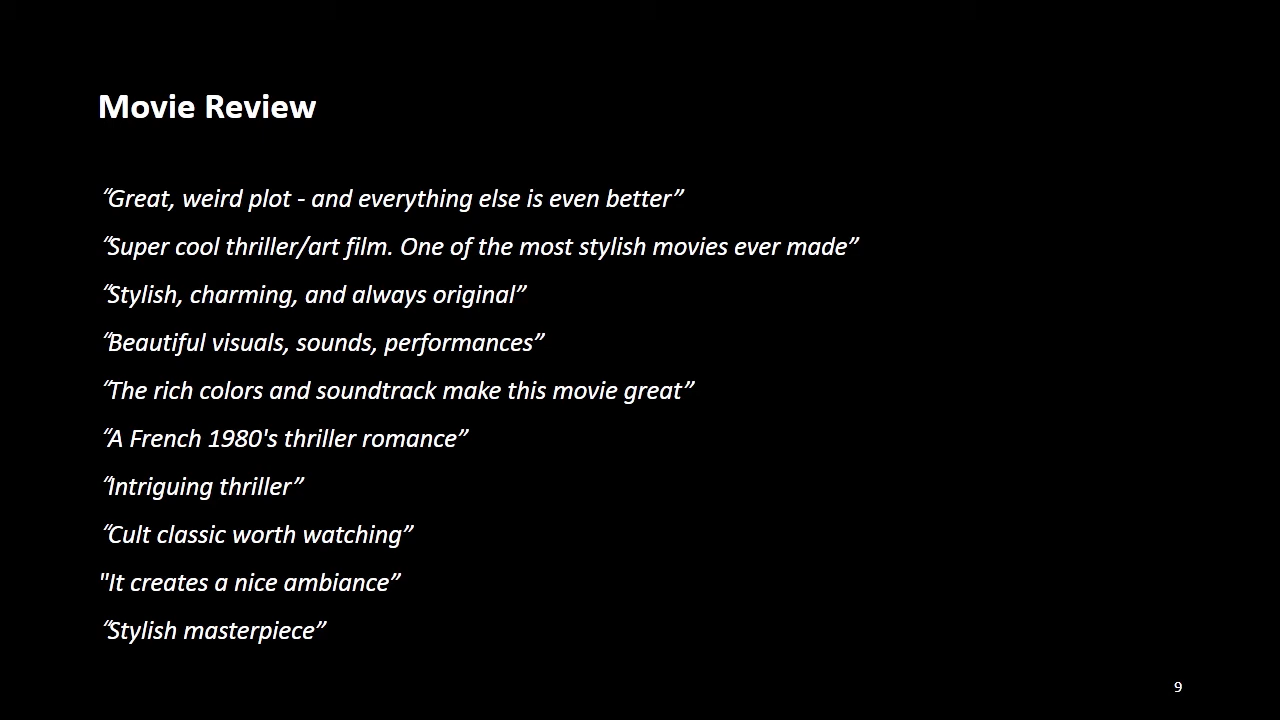 Movie Review
“Great, weird plot - and everything else is even better”
“Super cool thriller/art film. One of the most stylish movies ever made”
“Stylish, charming, and always original”
“Beautiful visuals, sounds, performances”
“The rich colors and soundtrack make this movie great”
“A French 1980's thriller romance”
“Intriguing thriller”
“Cult classic worth watching”
"It creates a nice ambiance”
“Stylish masterpiece”
9